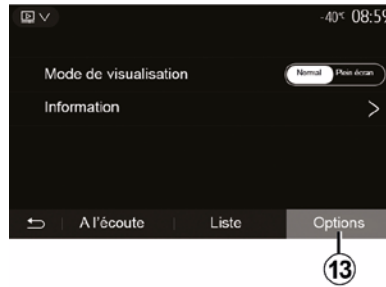 -40°C 08:59
Mode de visualisation Normal Plein écran
Information
A l'écoute Liste Options
13